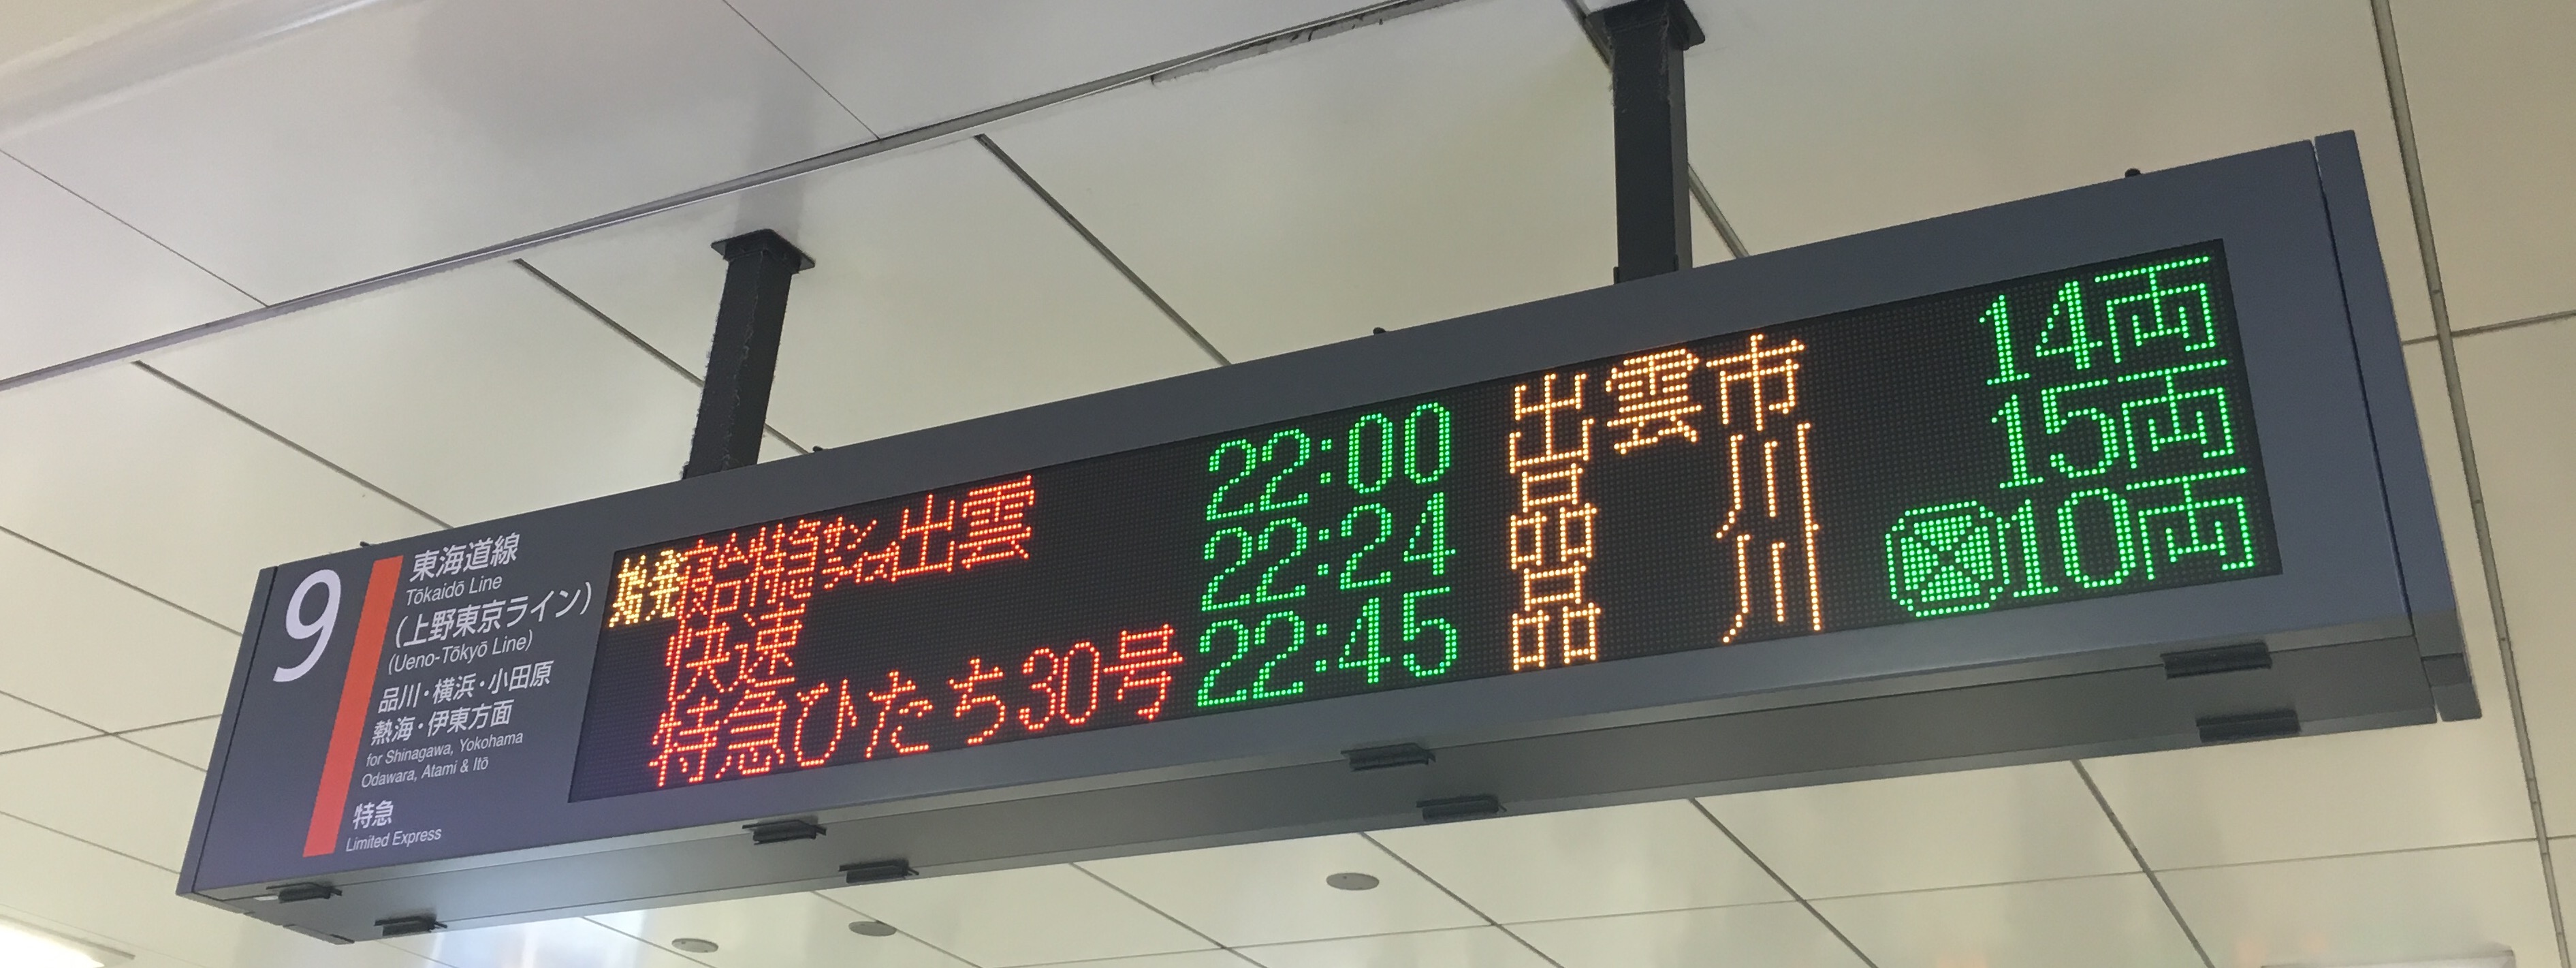 9
東海道線
Tōkaidō Line
(上野東京ライン)
(Ueno-Tōkyō Line)
品川・横浜・小田原
熱海・伊東方面
for Shinagawa, Yokohama
Odawara, Atami & Itō
特急
Limited Express
始発 寝台特急サンライズ出雲 22:00 出雲市 14両
快速 22:24 品川 15両
特急ひたち30号 22:45 品川 10両